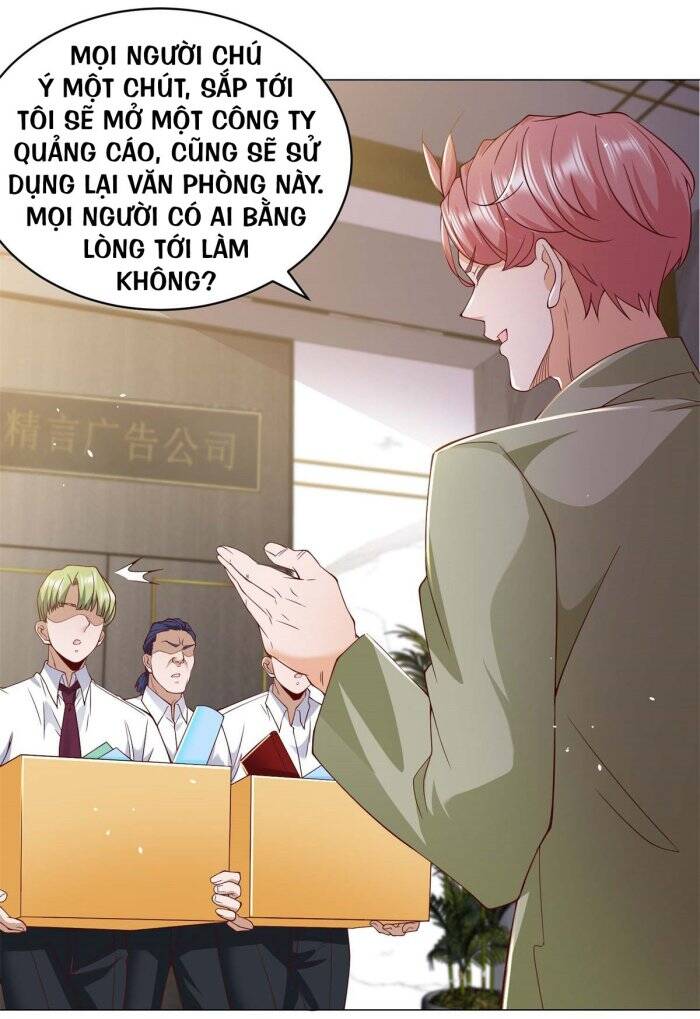 MỌI NGƯỜI CHÚ
Ý MỘT CHÚT, SẮP TỚI
TÔI SẼ MỞ MỘT CÔNG TY
QUẢNG CÁO, CŨNG SẼ SỬ
DỤNG LẠI VĂN PHÒNG NÀY.
MỌI NGƯỜI CÓ AI BẰNG
LÒNG TỚI LÀM
KHÔNG?
精言广告公司